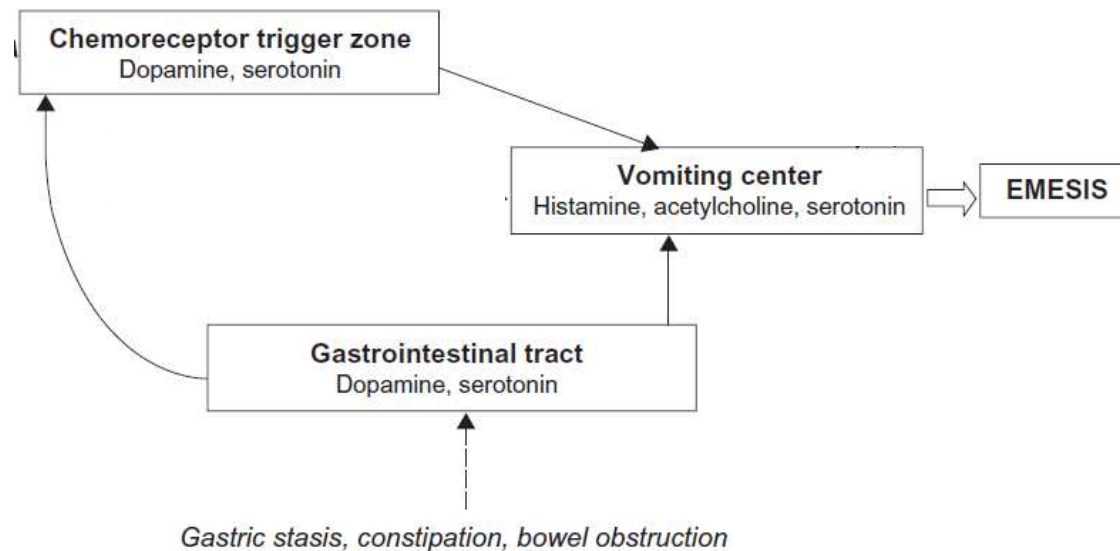 Chemoreceptor trigger zone
Dopamine, serotonin
Vomiting center
Histamine, acetylcholine, serotonin
EMESIS
Gastrointestinal tract
Dopamine, serotonin
Gastric stasis, constipation, bowel obstruction